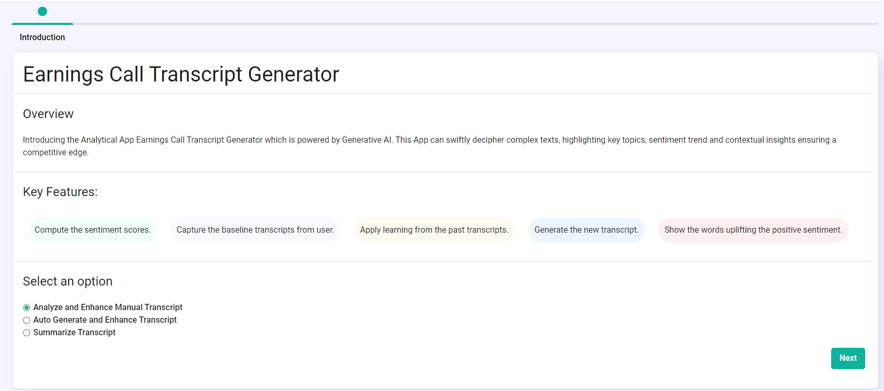 Introduction
Earnings Call Transcript Generator
Overview
Introducing the Analytical App Earnings Call Transcript Generator which is powered by Generative AI. This App can swiftly decipher complex texts, highlighting key topics, sentiment trend and contextual insights ensuring a
competitive edge.
Key Features:
Compute the sentiment scores. Capture the baseline transcripts from user. Apply learning from the past transcripts. Generate the new transcript. Show the words uplifting the positive sentiment.
Select an option
Analyze and Enhance Manual Transcript
Auto Generate and Enhance Transcript
Summarize Transcript
Next